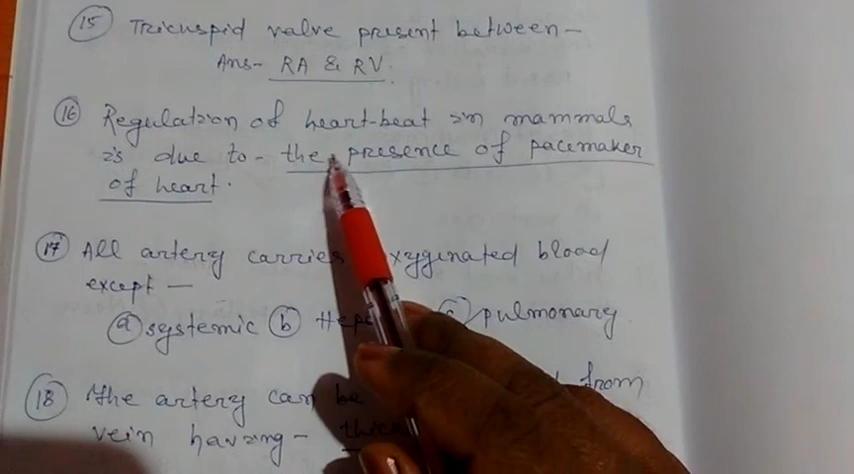 (15) Tricuspid valve present between -
Ans- RA & RV.
(16) Regulation of heart-beat in mammals
is due to - the presence of pacemaker
of heart.
(17) All artery carries oxyginated blood
except —
(a) systemic (b) (c) pulmonary
(18) The artery can be from
vein having -